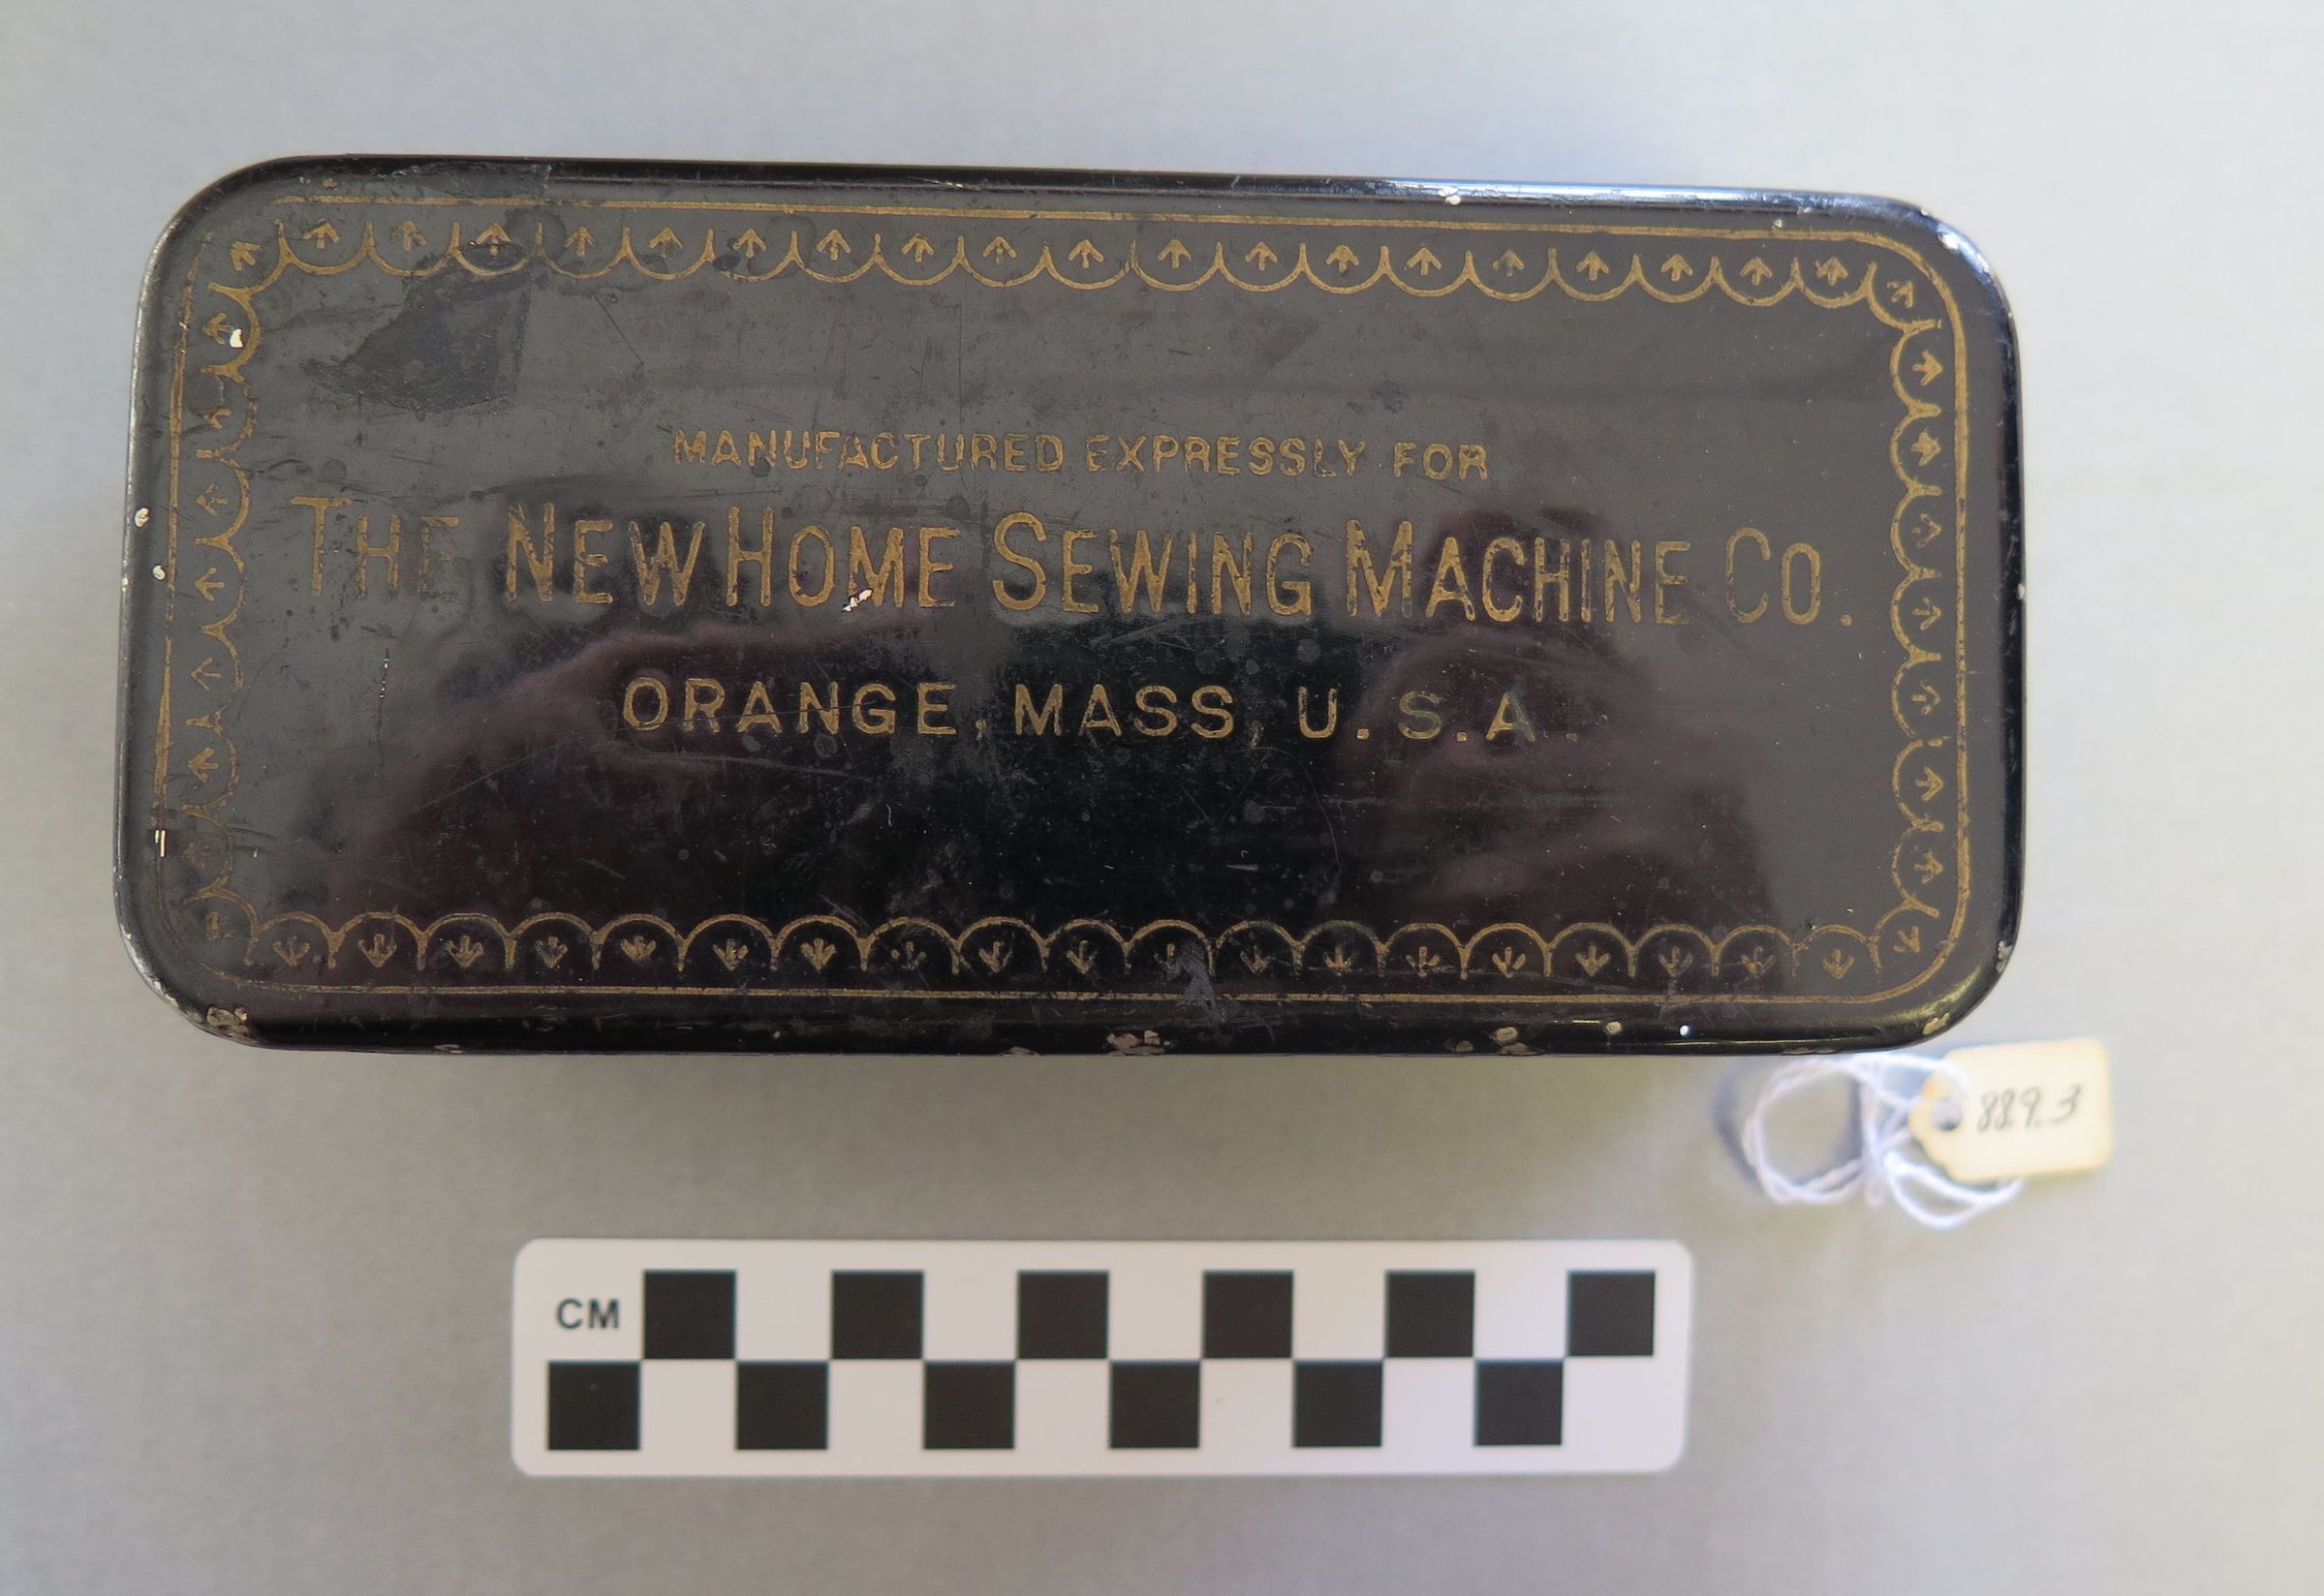 MANUFACTURED EXPRESSLY FOR
THE NEW HOME SEWING MACHINE CO.
ORANGE, MASS, U.S.A.
889.3
CM